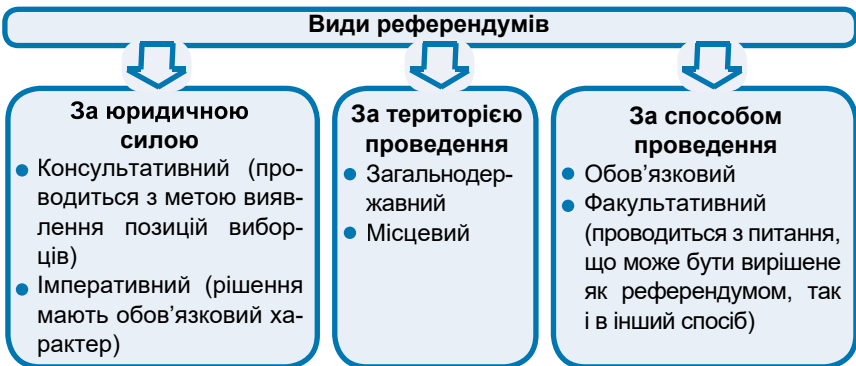 Види референдумів
За юридичною
силою
Консультативний (про-
водиться з метою вияв-
лення позицій вибор-
ців)
Імперативний (рішення
мають обов’язковий ха-
рактер)
За територією
проведення
Загальнодер-
жавний
Місцевий
За способом
проведення
Обов’язковий
Факультативний
(проводиться з питання,
що може бути вирішене
як референдумом, так
і в інший спосіб)